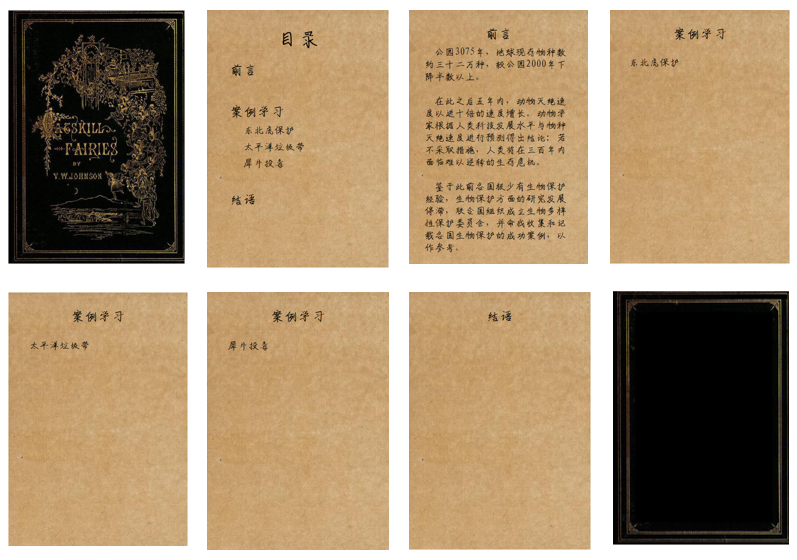 CATSKILL
FAIRIES
BY
V.W.JOHNSON
目录
前言
案例学习
东北虎保护
太平洋垃圾带
犀牛投毒
结语
前言
公园3075年，地球现存物种数
约三十二万种，较公园2000年下
降半数以上。
在此之后五年内，动物灭绝速
度以近十倍的速度增长。动物学
家根据人类科技发展水平与物种
灭绝速度进行预测得出结论：若
不采取措施，人类将在三百年内
面临难以逆转的生存危机。
鉴于此前各国极少有生物保护
经验，生物保护方面的研究发展
停滞，联合国组织成立生物多样
性保护委员会，并命我收集和记
载各国生物保护的成功案例，以
作参考。
案例学习
东北虎保护
案例学习
太平洋垃圾带
案例学习
犀牛投毒
结语